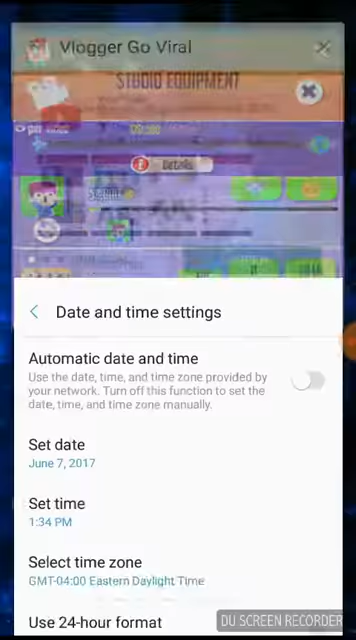 Vlogger Go Viral
STUDIO EQUIPMENT
Details
Date and time settings
Automatic date and time
Use the date, time, and time zone provided by
your network. Turn off this function to set the
date, time, and time zone manually.
Set date
June 7, 2017
Set time
1:34 PM
Select time zone
GMT-04:00 Eastern Daylight Time
Use 24-hour format
DU SCREEN RECORDER